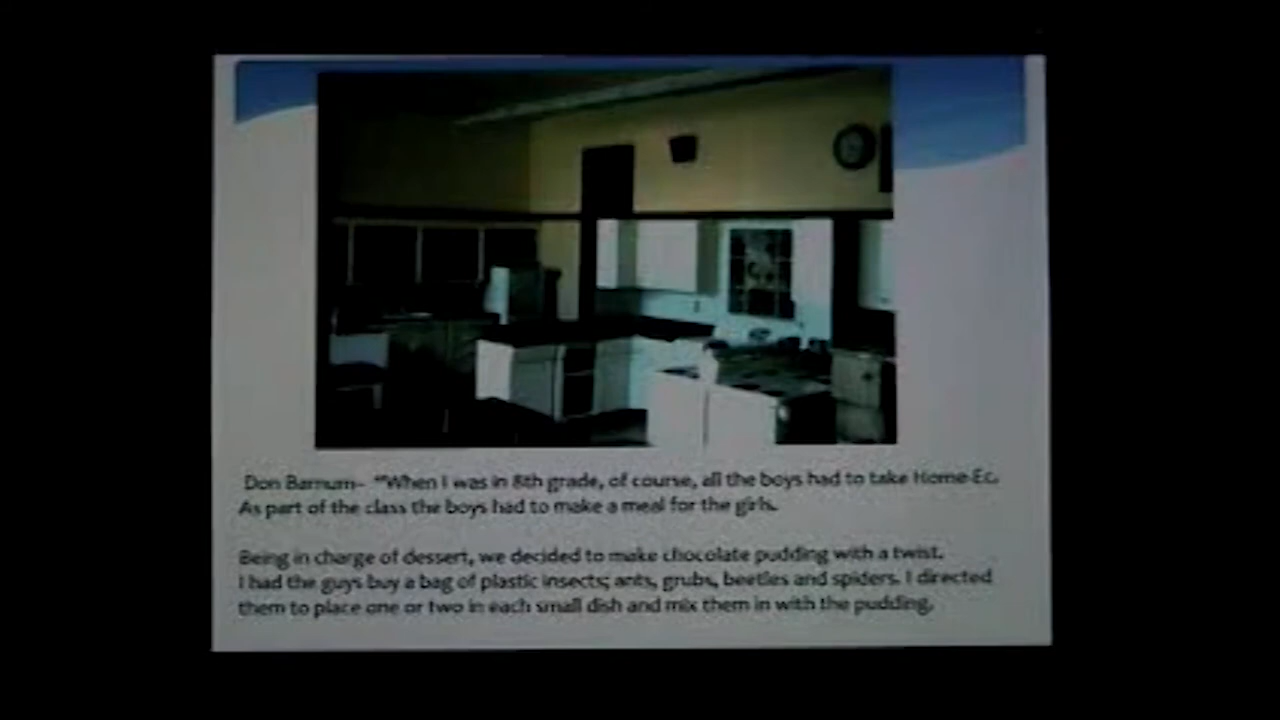 Don Barnum- "When I was in 8th grade, of course, all the boys had to take Home-Ec.
As part of the class the boys had to make a meal for the girls.
Being in charge of dessert, we decided to make chocolate pudding with a twist.
I had the guys buy a bag of plastic insects; ants, grubs, beetles and spiders. I directed
them to place one or two in each small dish and mix them in with the pudding.